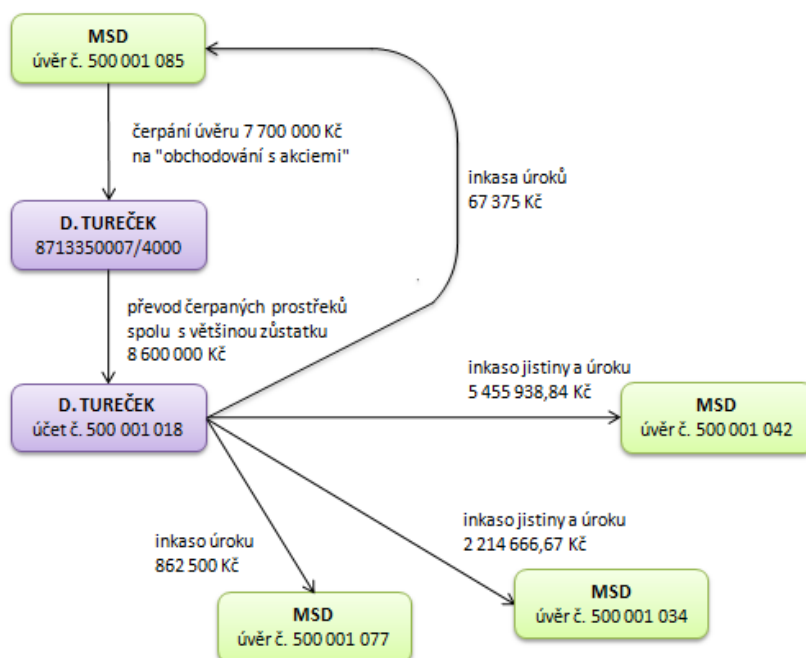 MSD
úvěr č. 500 001 085
čerpání úvěru 7 700 000 Kč
na "obchodování s akciemi"
inkasa úroků
67 375 Kč
D. TUREČEK
8713350007/4000
převod čerpaných prostřeků
spolu s většinou zůstatku
8 600 000 Kč
inkaso jistiny a úroku
5 455 938,84 Kč
D. TUREČEK
účet č. 500 001 018
MSD
úvěr č. 500 001 042
inkaso úroku
862 500 Kč
inkaso jistiny a úroku
2 214 666,67 Kč
MSD
úvěr č. 500 001 077
MSD
úvěr č. 500 001 034